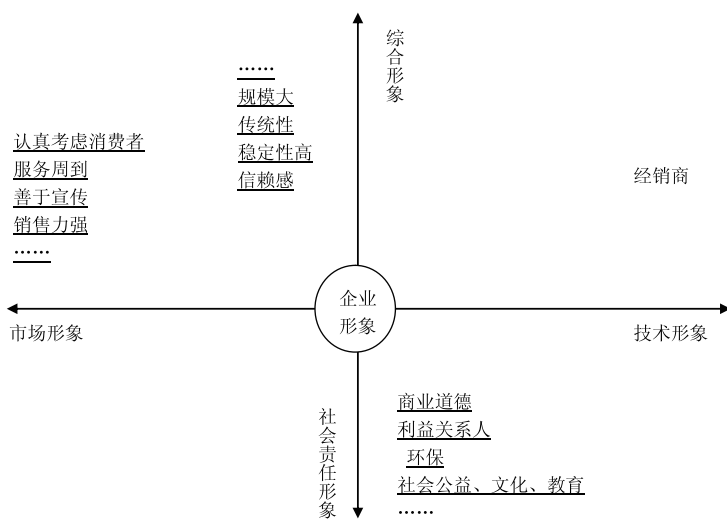 综合形象
……
规模大
传统性
稳定性高
信赖感
认真考虑消费者
服务周到
善于宣传
销售力强
……
经销商
企业
形象
市场形象
技术形象
社会责任形象
商业道德
利益关系人
环保
社会公益、文化、教育
……